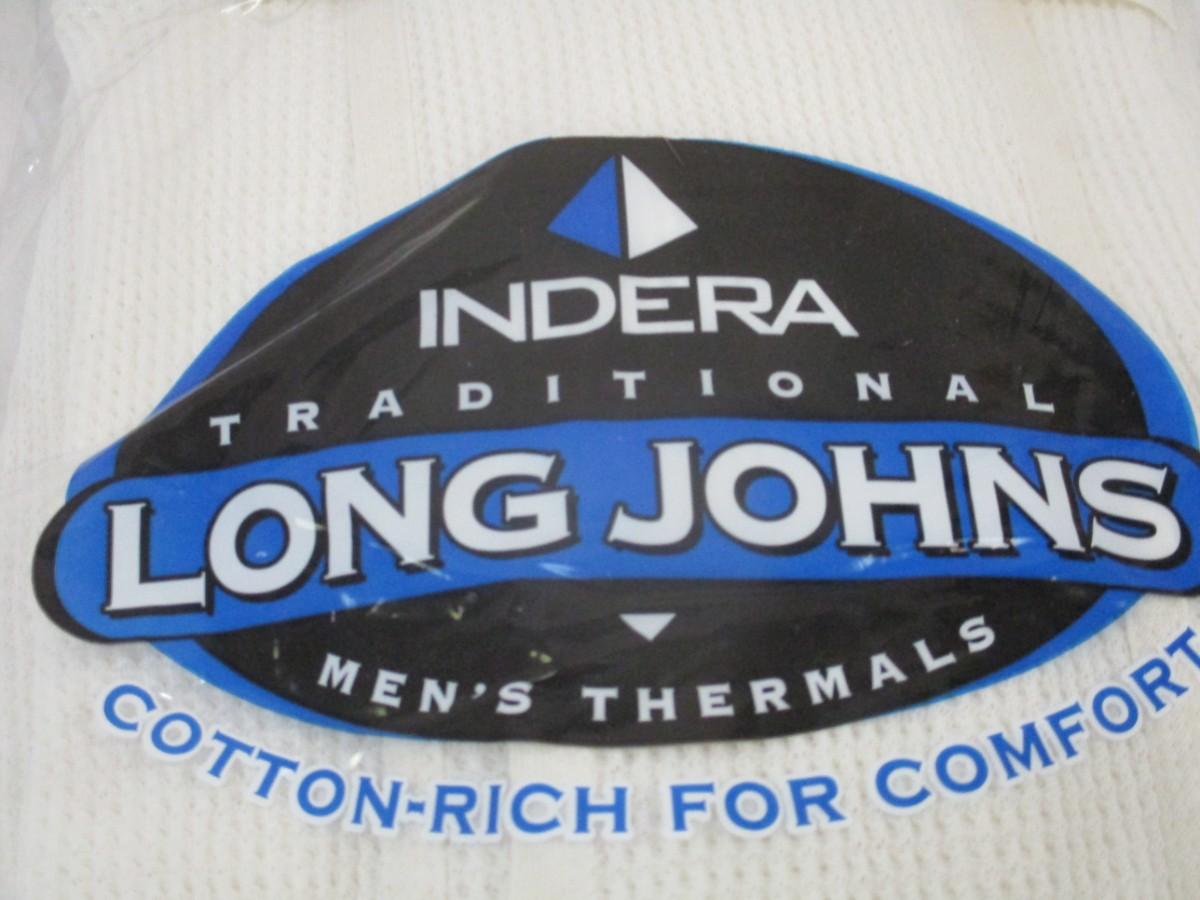 INDERA
TRADITIONAL
LONG JOHNS
MEN'S THERMALS
COTTON-RICH FOR COMFORT